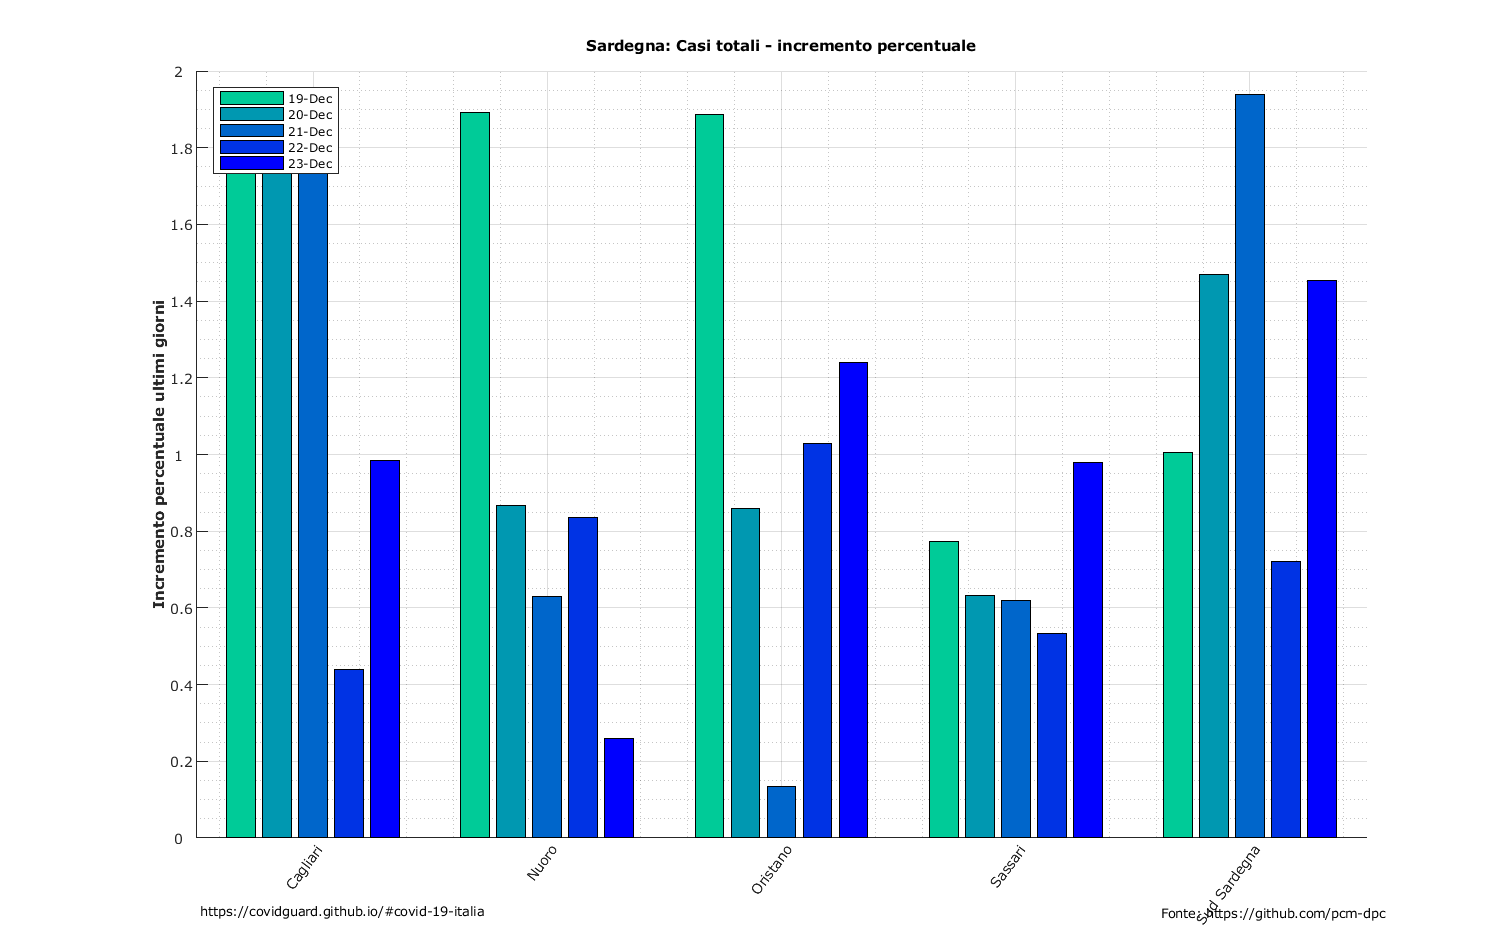 Sardegna: Casi totali - incremento percentuale
2
1.8
1.6
1.4
1.2
1
0.8
0.6
0.4
0.2
0
Incremento percentuale ultimi giorni
19-Dec
20-Dec
21-Dec
22-Dec
23-Dec
Cagliari
Nuoro
Oristano
Sassari
Sud Sardegna
https://covidguard.github.io/#covid-19-italia
Fonte: https://github.com/pcm-dpc